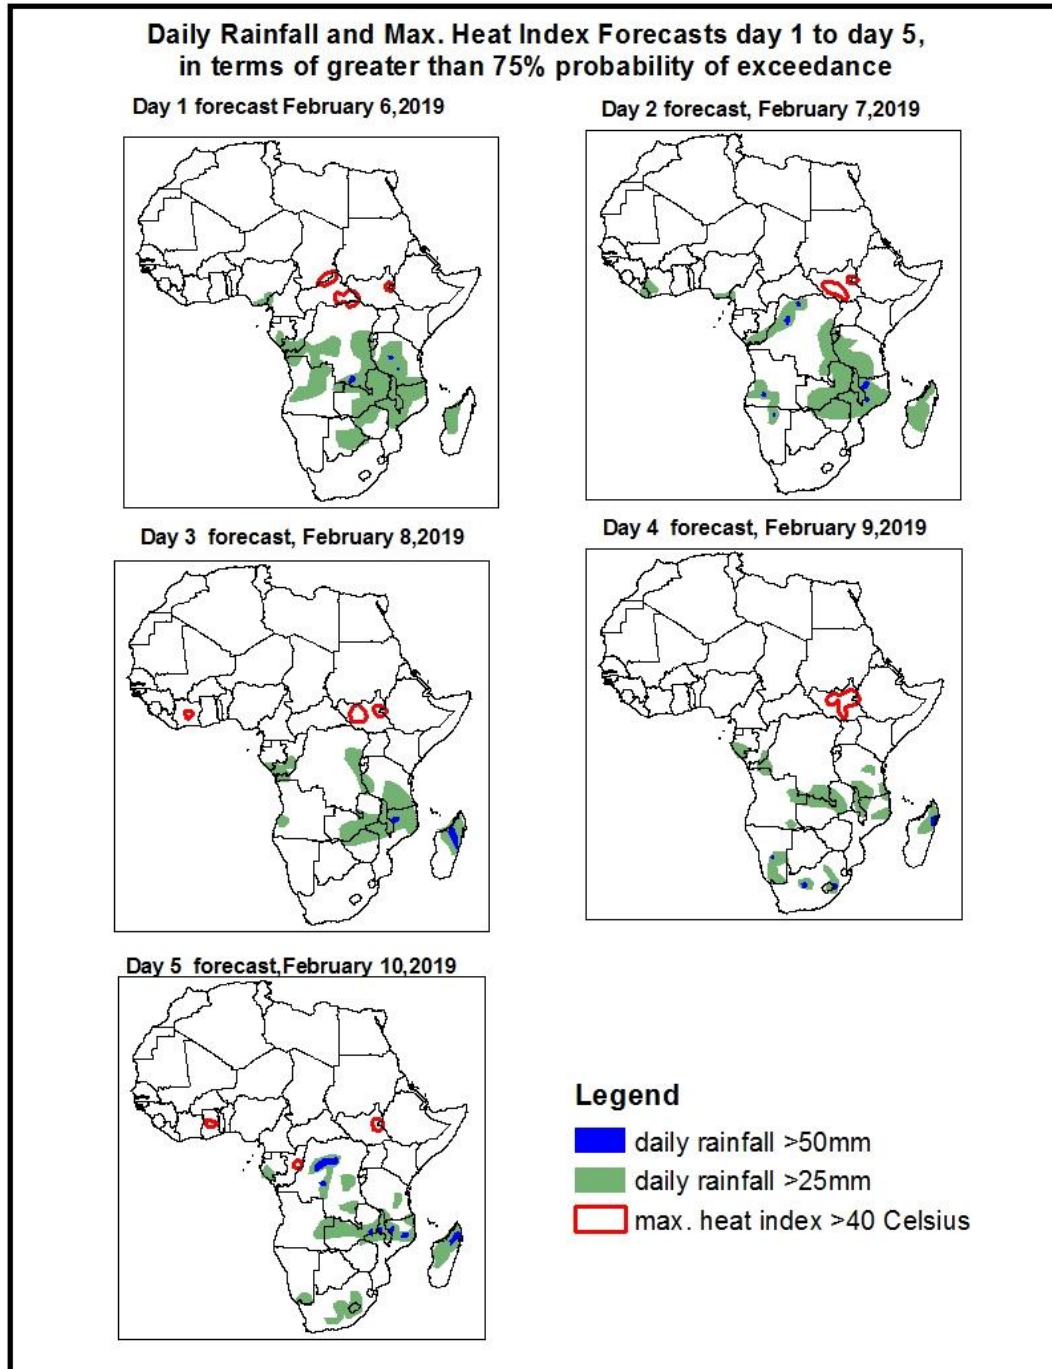 Daily Rainfall and Max. Heat Index Forecasts day 1 to day 5,
in terms of greater than 75% probability of exceedance
Day 1 forecast February 6,2019
Day 2 forecast, February 7,2019
Day 3 forecast, February 8,2019
Day 4 forecast, February 9,2019
Day 5 forecast,February 10,2019
Legend
daily rainfall >50mm
daily rainfall >25mm
max. heat index >40 Celsius